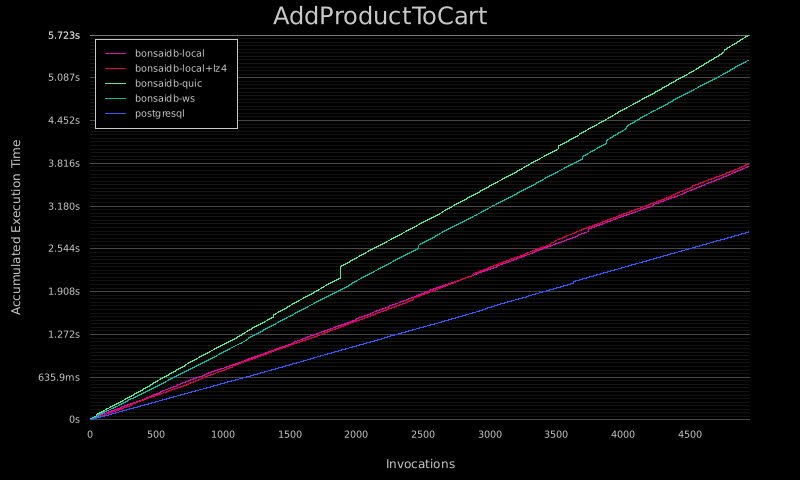 AddProductToCart
5.723s
5.087s
4.452s
3.816s
3.180s
2.544s
1.908s
1.272s
635.9ms
0s
bonsaidb-local
bonsaidb-local+lz4
bonsaidb-quic
bonsaidb-ws
postgresql
Accumulated Execution Time
0 500 1000 1500 2000 2500 3000 3500 4000 4500
Invocations